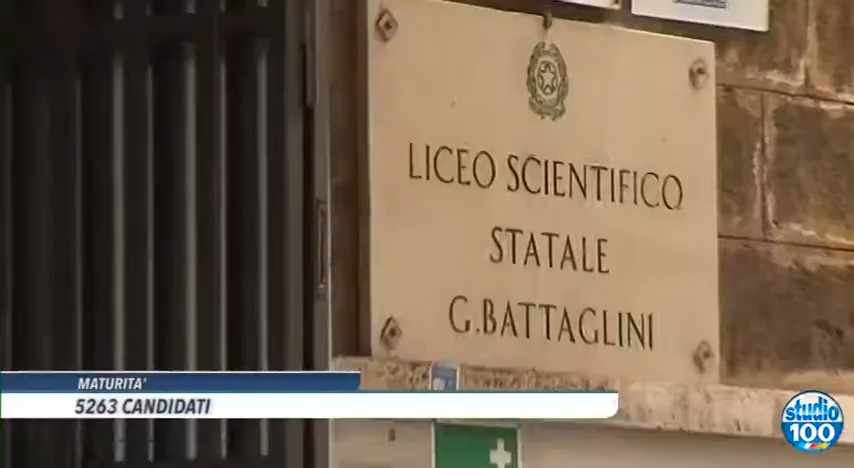 LICEO SCIENTIFICO
STATALE
G.BATTAGLINI
MATURITA'
5263 CANDIDATI
studio
100